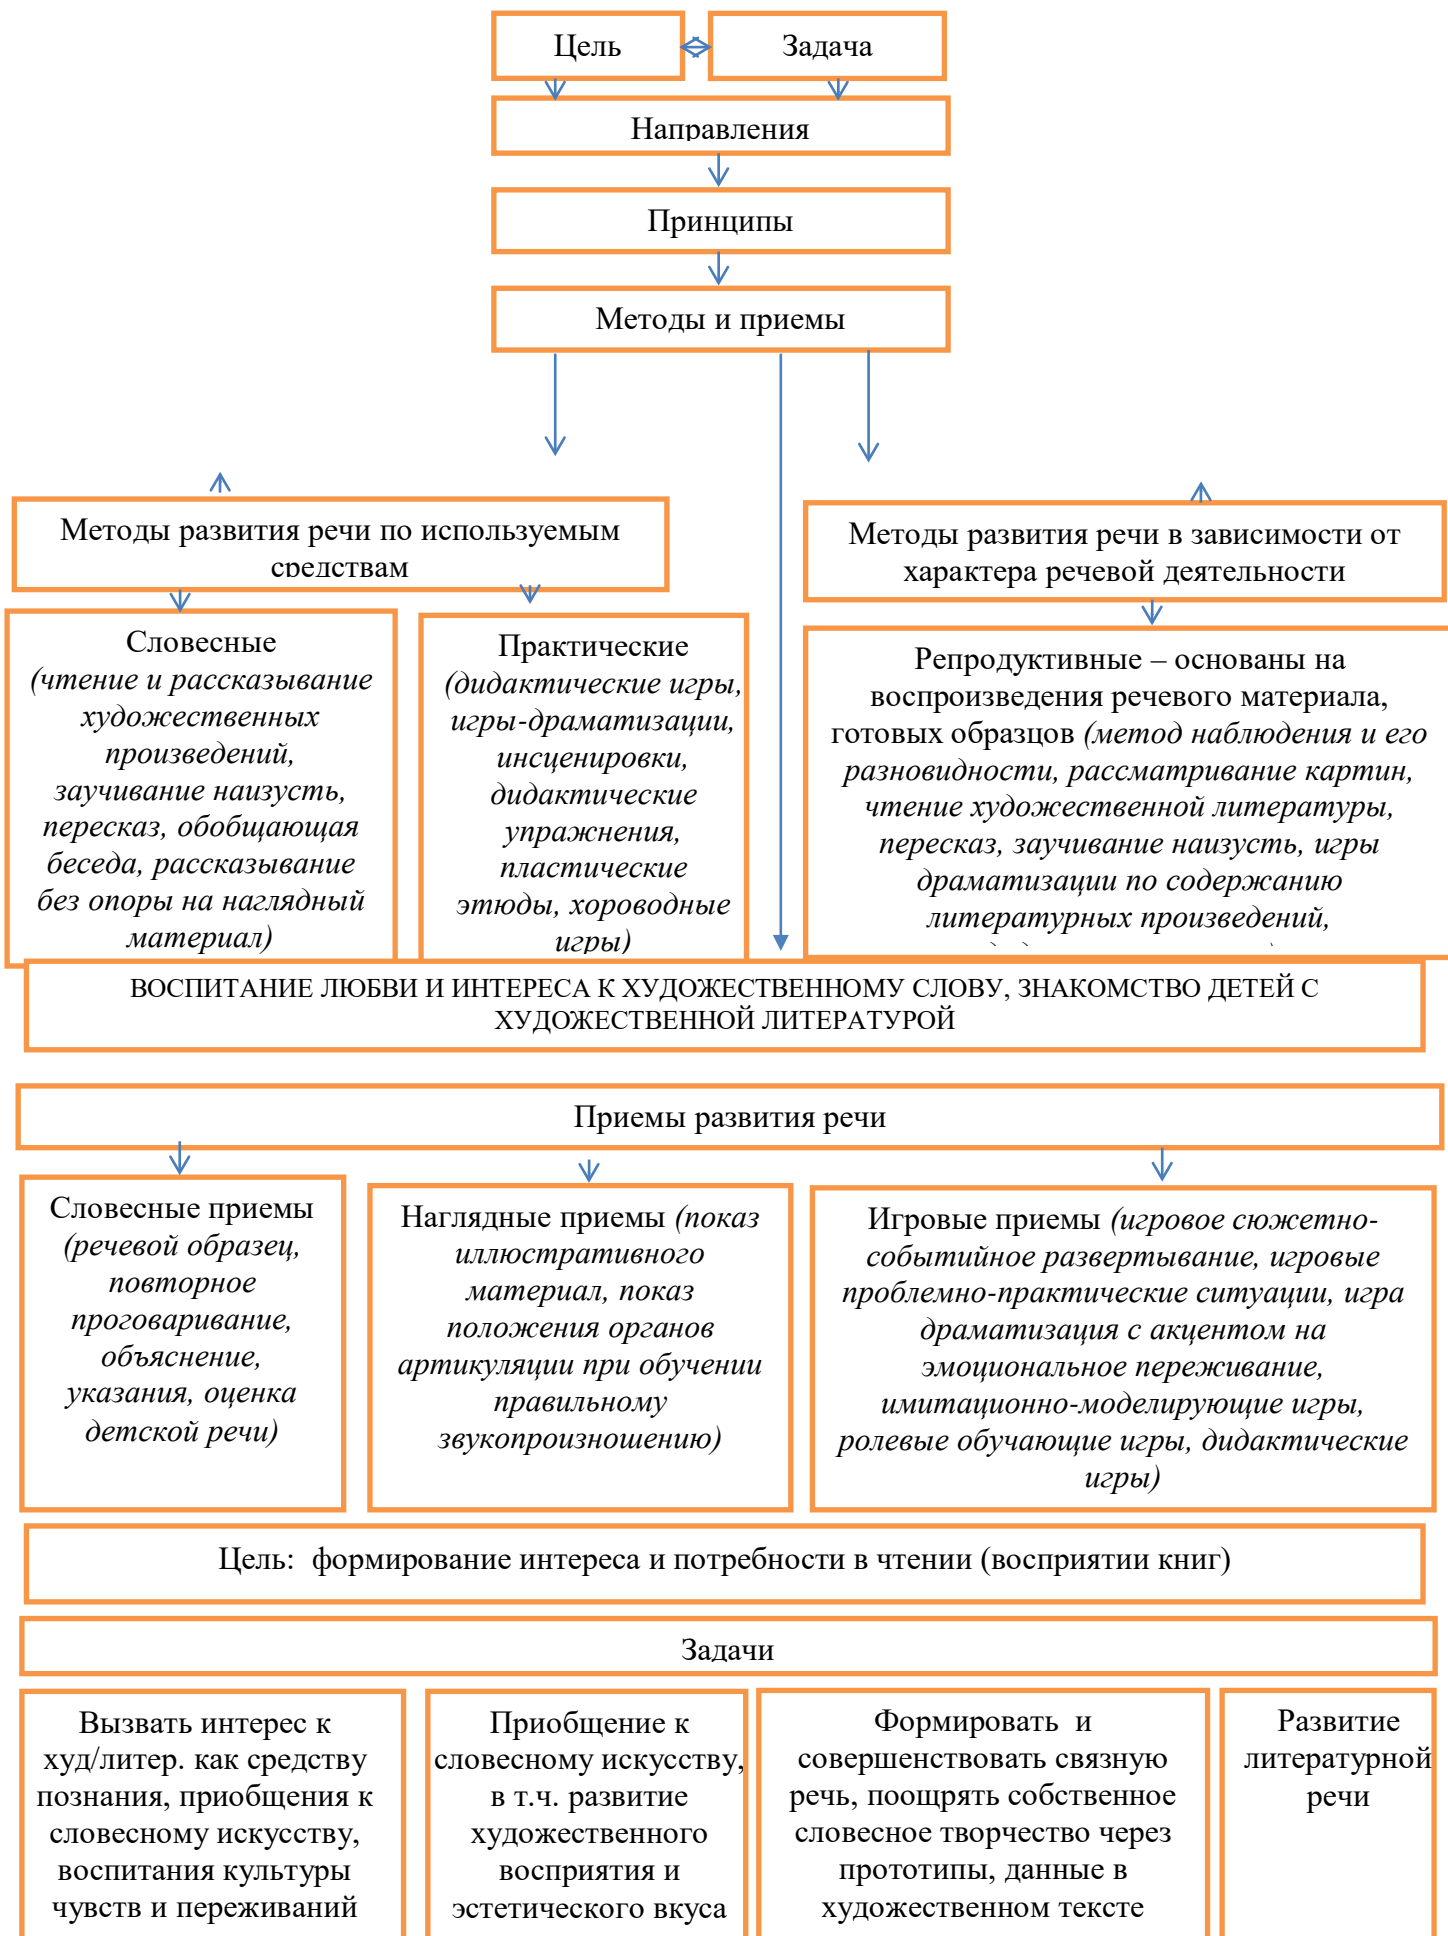 Цель
Задача
Направления
Принципы
Методы и приемы
Методы развития речи по используемым
средствам
Методы развития речи в зависимости от
характера речевой деятельности
Словесные
(чтение и рассказывание
художественных
произведений,
заучивание наизусть,
пересказ, обобщающая
беседа, рассказывание
без опоры на наглядный
материал)
Практические
(дидактические игры,
игры-драматизации,
инсценировки,
дидактические
упражнения,
пластические
этюды, хороводные
игры)
Репродуктивные – основаны на
воспроизведения речевого материала,
готовых образцов (метод наблюдения и его
разновидности, рассматривание картин,
чтение художественной литературы,
пересказ, заучивание наизусть, игры
драматизации по содержанию
литературных произведений,
ВОСПИТАНИЕ ЛЮБВИ И ИНТЕРЕСА К ХУДОЖЕСТВЕННОМУ СЛОВУ, ЗНАКОМСТВО ДЕТЕЙ С
ХУДОЖЕСТВЕННОЙ ЛИТЕРАТУРОЙ
Приемы развития речи
Словесные приемы
(речевой образец,
повторное
проговаривание,
объяснение,
указания, оценка
детской речи)
Наглядные приемы (показ
иллюстративного
материал, показ
положения органов
артикуляции при обучении
правильному
звукопроизношению)
Игровые приемы (игровое сюжетно-
событийное развертывание, игровые
проблемно-практические ситуации, игра
драматизация с акцентом на
эмоциональное переживание,
имитационно-моделирующие игры,
ролевые обучающие игры, дидактические
игры)
Цель: формирование интереса и потребности в чтении (восприятии книг)
Задачи
Вызвать интерес к
худ/литер. как средству
познания, приобщения к
словесному искусству,
воспитания культуры
чувств и переживаний
Приобщение к
словесному искусству,
в т.ч. развитие
художественного
восприятия и
эстетического вкуса
Формировать и
совершенствовать связную
речь, поощрять собственное
словесное творчество через
прототипы, данные в
художественном тексте
Развитие
литературной
речи